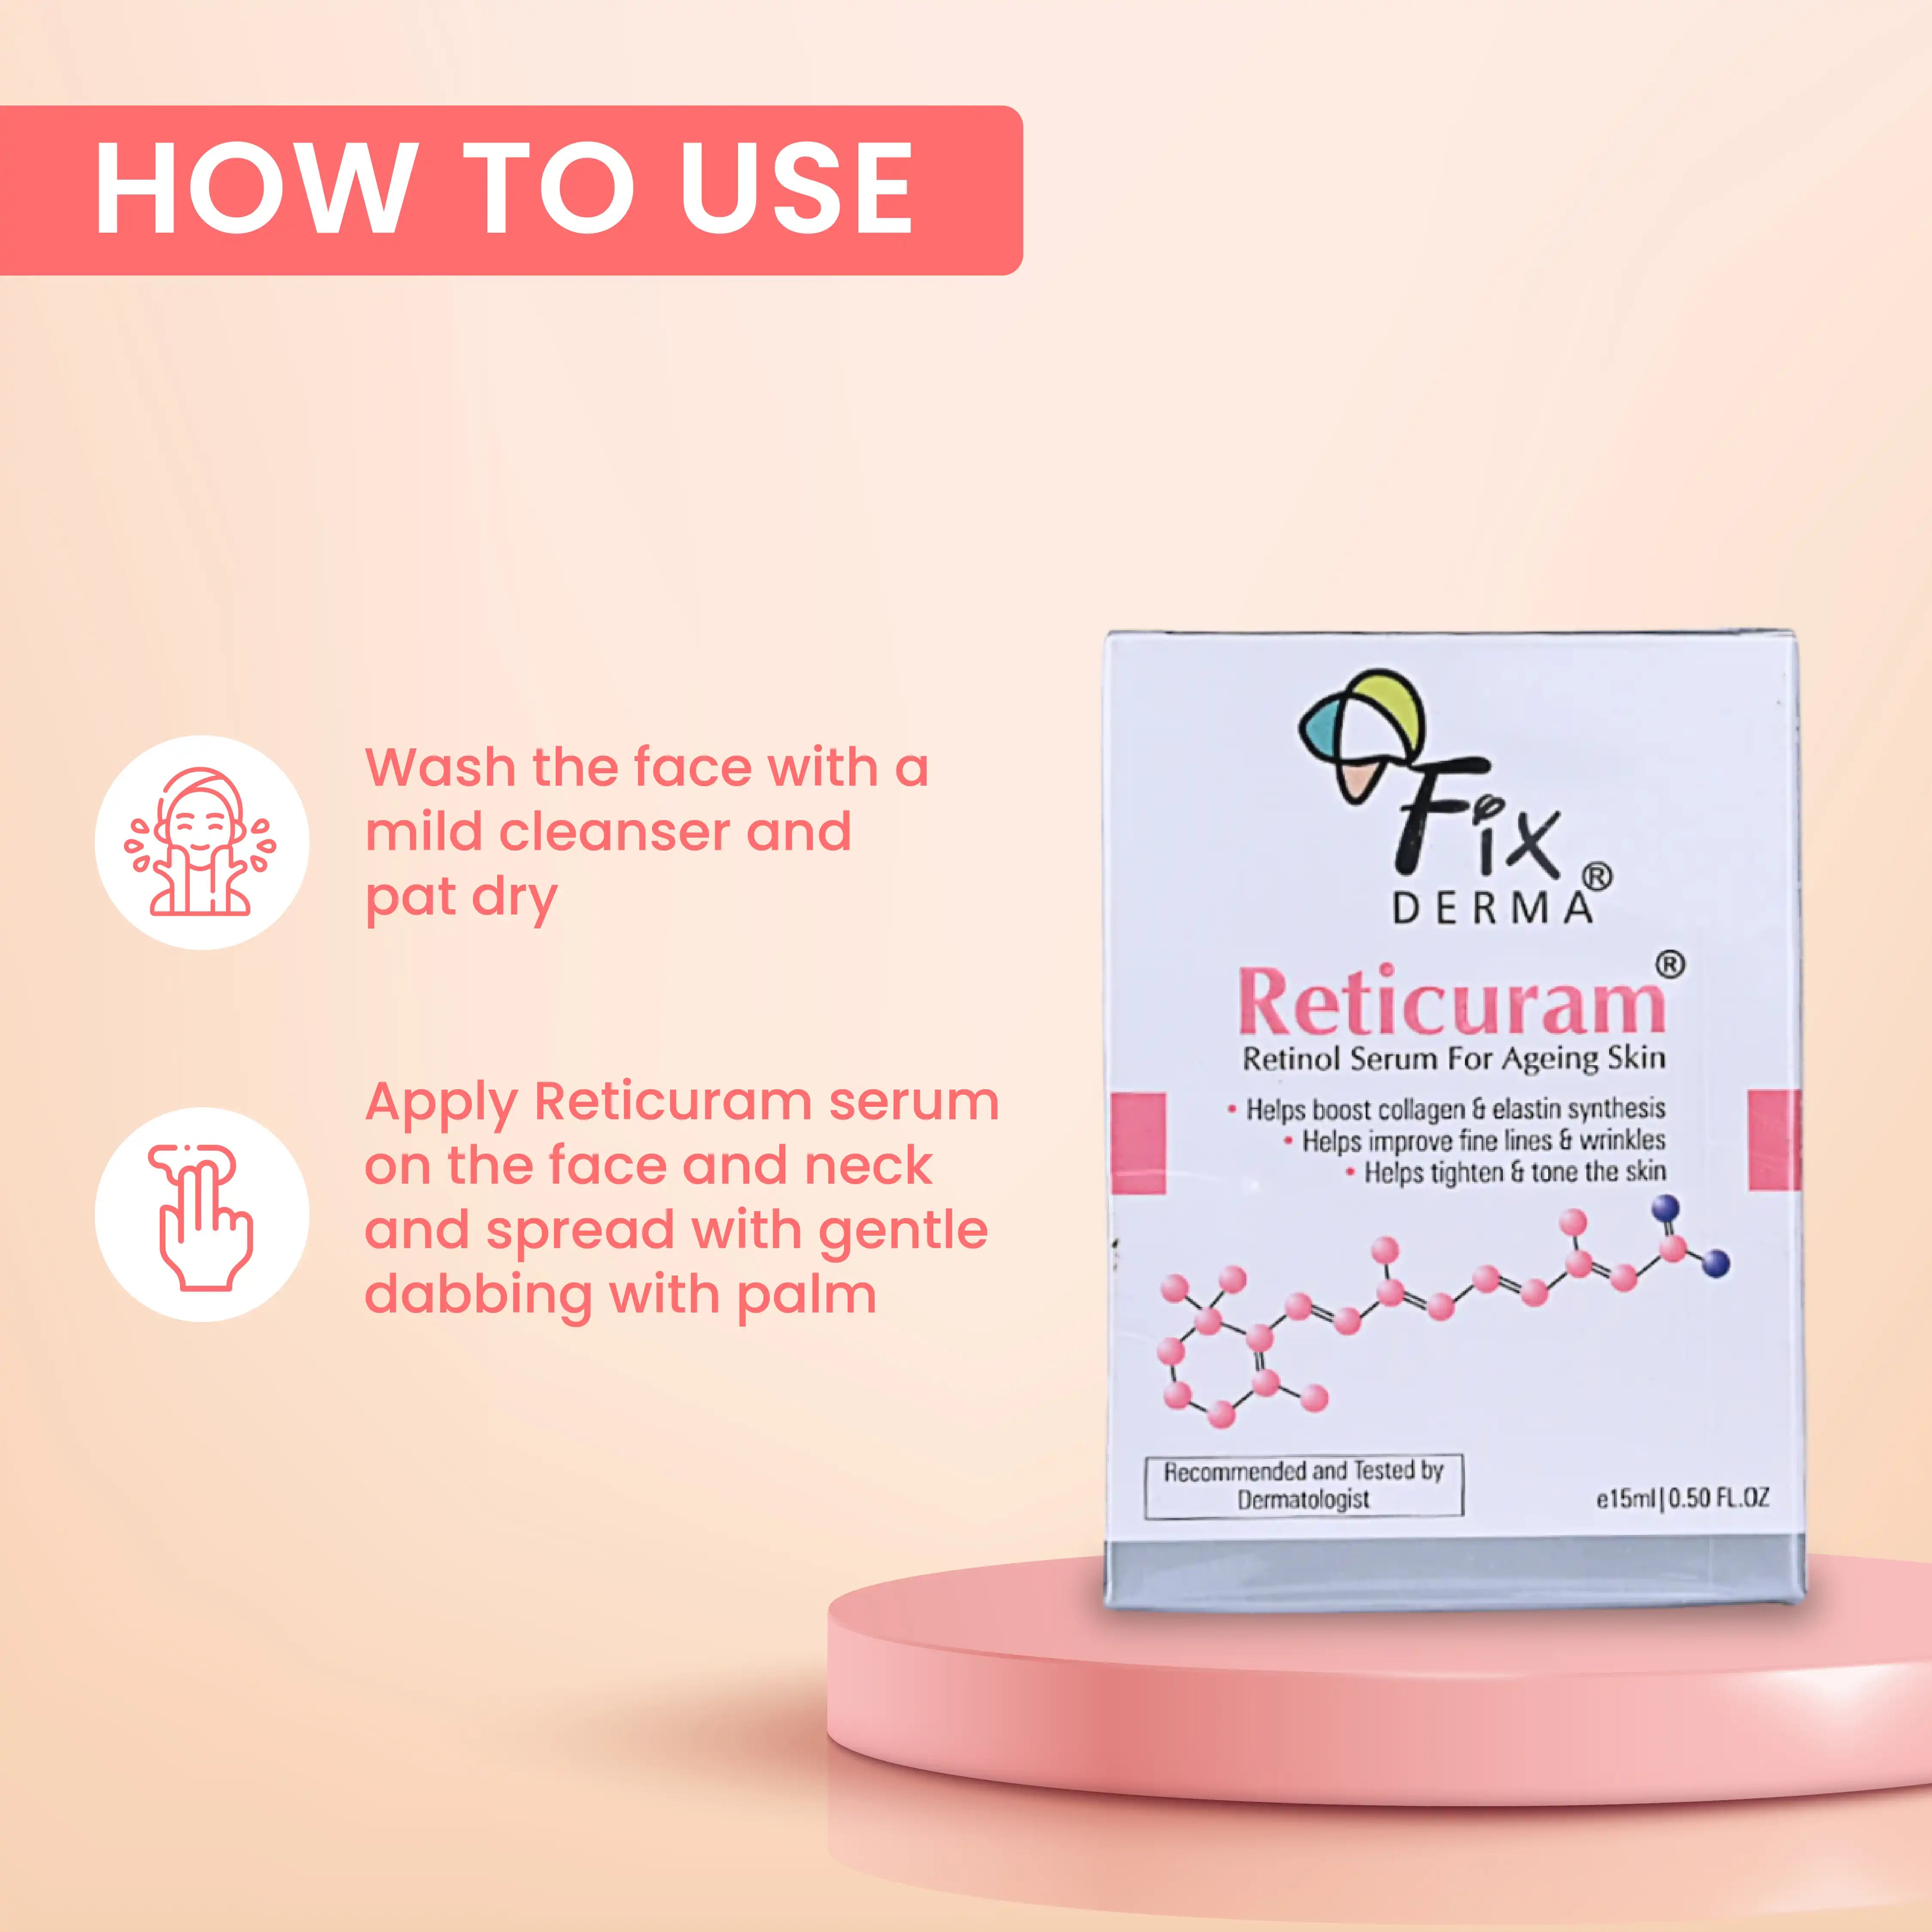 HOW TO USE
Wash the face with a
mild cleanser and
pat dry
Apply Reticuram serum
on the face and neck
and spread with gentle
dabbing with palm
Fix
DERMA®
Reticuram®
Retinol Serum For Ageing Skin
• Helps boost collagen & elastin synthesis
• Helps improve fine lines & wrinkles
• Helps tighten & tone the skin
Recommended and Tested by
Dermatologist
e15ml|0.50 FL.OZ